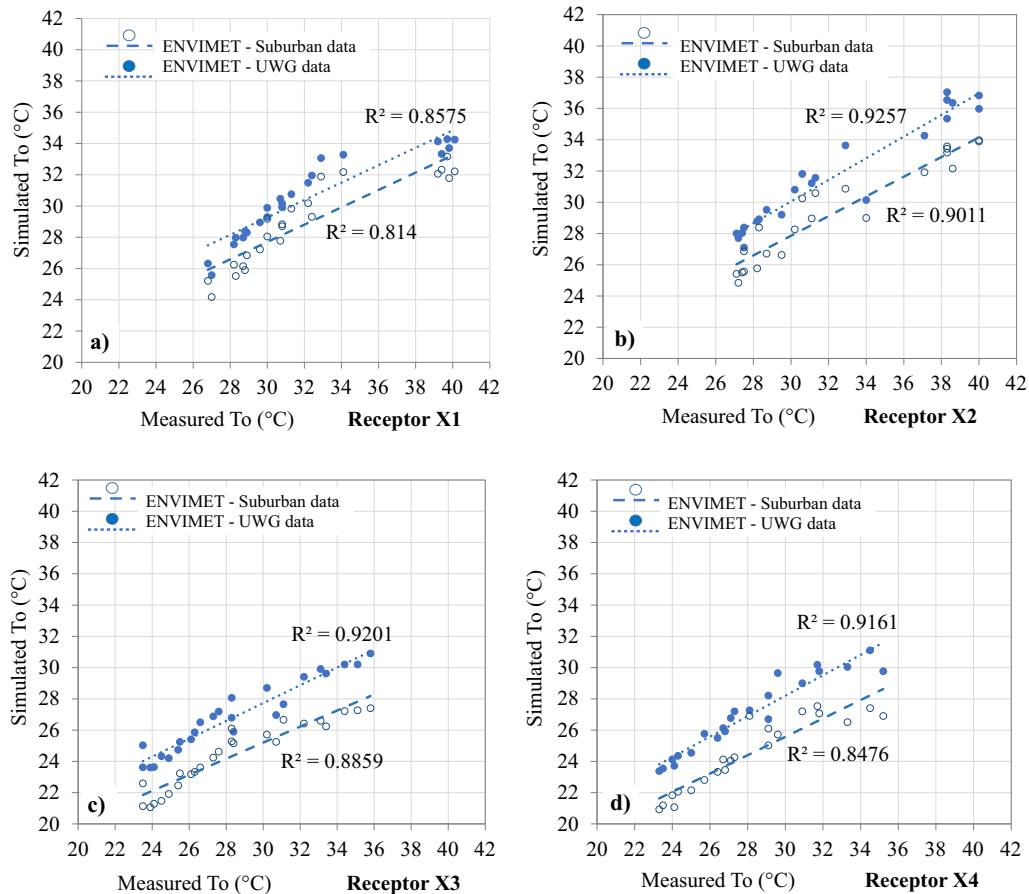 42
40
38
36
34
32
30
28
26
24
22
20
Simulated To (°C)
ENVIMET - Suburban data
ENVIMET - UWG data
R² = 0.8575
R² = 0.814
a)
20 22 24 26 28 30 32 34 36 38 40 42
Measured To (°C) Receptor X1
42
40
38
36
34
32
30
28
26
24
22
20
Simulated To (°C)
ENVIMET - Suburban data
ENVIMET - UWG data
R² = 0.9257
R² = 0.9011
b)
20 22 24 26 28 30 32 34 36 38 40 42
Measured To (°C) Receptor X2
42
40
38
36
34
32
30
28
26
24
22
20
Simulated To (°C)
ENVIMET - Suburban data
ENVIMET - UWG data
R² = 0.9201
R² = 0.8859
c)
20 22 24 26 28 30 32 34 36 38 40 42
Measured To (°C) Receptor X3
42
40
38
36
34
32
30
28
26
24
22
20
Simulated To (°C)
ENVIMET - Suburban data
ENVIMET - UWG data
R² = 0.9161
R² = 0.8476
d)
20 22 24 26 28 30 32 34 36 38 40 42
Measured To (°C) Receptor X4